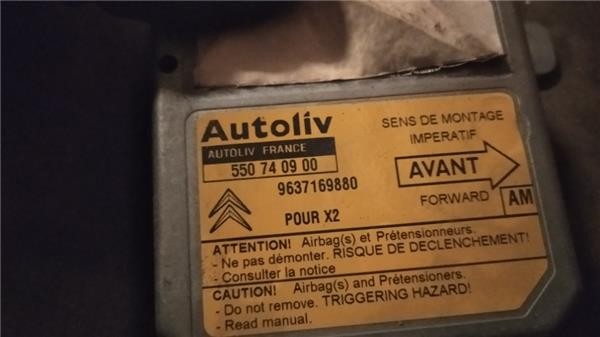 Autoliv
AUTOLIV FRANCE
550 74 09 00
9637169880
POUR X2
SENS DE MONTAGE
IMPERATIF
AVANT
FORWARD
AM
ATTENTION! Airbag(s) et Prétensionneurs.
- Ne pas démonter. RISQUE DE DECLENCHEMENT!
- Consulter la notice
CAUTION! Airbag(s) and Prétensioners.
- Do not remove. TRIGGERING HAZARD!
- Read manual.